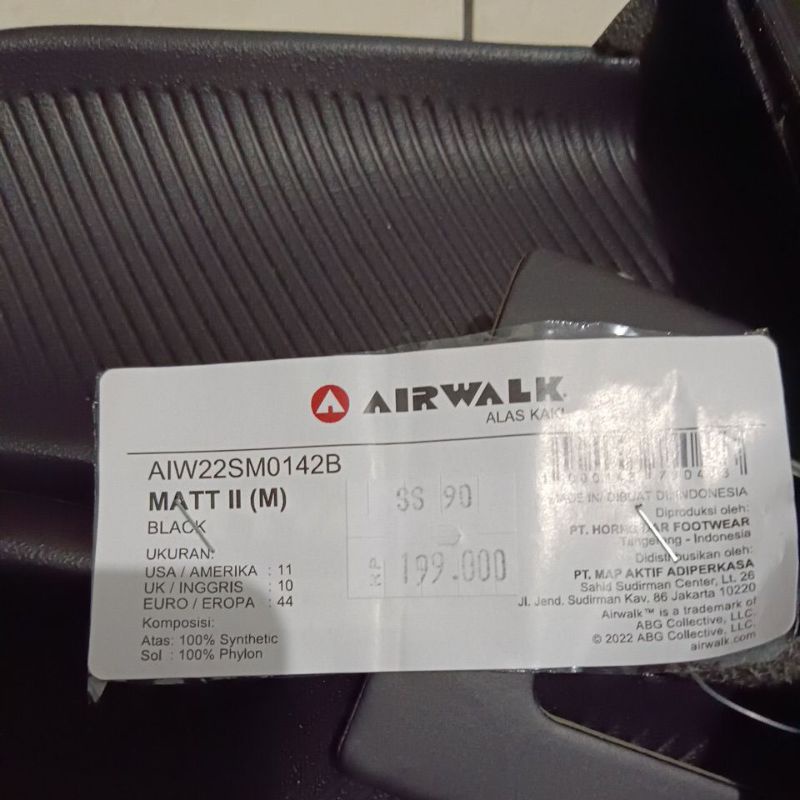 AIRWALK
ALAS KAKI
AIW22SM0142B
MATT II (M)
BLACK
UKURAN:
USA / AMERIKA : 11
UK / INGGRIS : 10
EURO / EROPA : 44
Komposisi:
Atas: 100% Synthetic
Sol : 100% Phylon
SS 90
RP 199.000
MADE IN/ DIBUAT DI: INDONESIA
Diproduksi oleh:
PT. FOOTWEAR
Tangerang - Indonesia
Didistribusikan oleh:
PT. MAP AKTIF ADIPERKASA
Sahid Sudirman Center, Lt. 26
Jl. Jend. Sudirman Kav. 86 Jakarta 10220
Airwalk™ is a trademark of
ABG Collective, LLC.
© 2022 ABG Collective, LLC.
airwalk.com